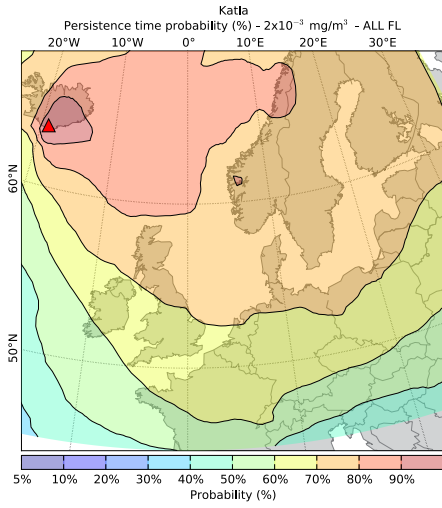 Katla
Persistence time probability (%) - 2x10⁻³ mg/m³ - ALL FL
20°W 10°W 0° 10°E 20°E 30°E
60°N
50°N
5% 10% 20% 30% 40% 50% 60% 70% 80% 90%
Probability (%)